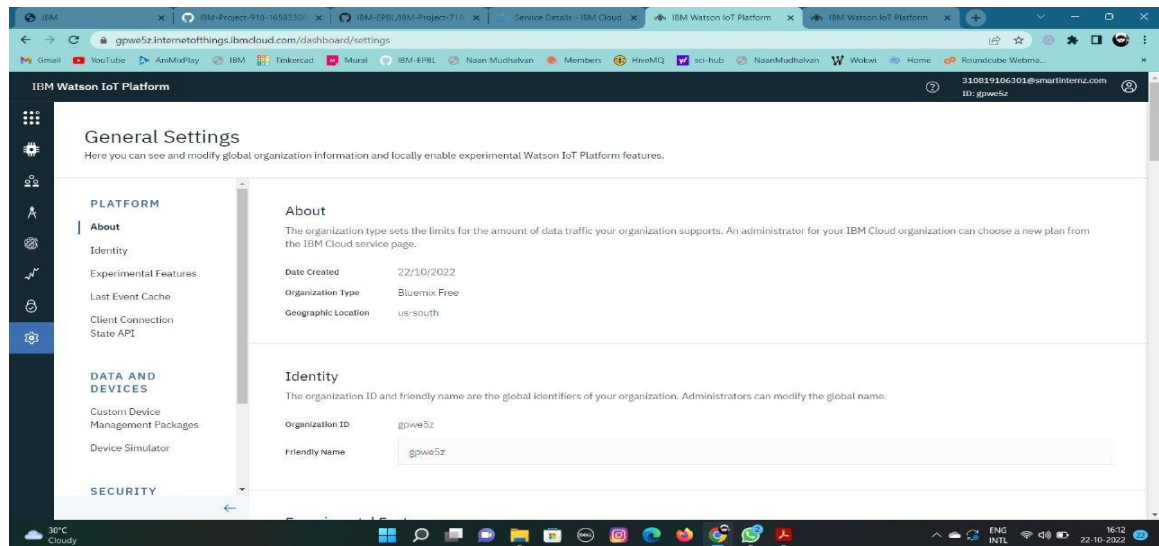 IBM
IBM-Project-918-16583308
IBM-EPBL/IBM-Project-718
Service Details - IBM Cloud
IBM Watson IoT Platform
IBM Watson IoT Platform
gpwe5z.internetofthings.ibmcloud.com/dashboard/settings
Gmail YouTube AniMixPlay IBM Tinkercad Mural IBM-EPBL Naan Mudhalvan Members HiveMQ sci-hub NaanMudhalvan Wokwi Home Roundcube Webma...
IBM Watson IoT Platform
310819106301@smartinternz.com
ID: gpwe5z
General Settings
Here you can see and modify global organization information and locally enable experimental Watson IoT Platform features.
PLATFORM
About
Identity
Experimental Features
Last Event Cache
Client Connection
State API
DATA AND
DEVICES
Custom Device
Management Packages
Device Simulator
SECURITY
About
The organization type sets the limits for the amount of data traffic your organization supports. An administrator for your IBM Cloud organization can choose a new plan from
the IBM Cloud service page.
Date Created 22/10/2022
Organization Type Bluemix Free
Geographic Location us-south
Identity
The organization ID and friendly name are the global identifiers of your organization. Administrators can modify the global name.
Organization ID gpwe5z
Friendly Name gpwe5z
30°C
Cloudy
ENG
INTL
16:12
22-10-2022